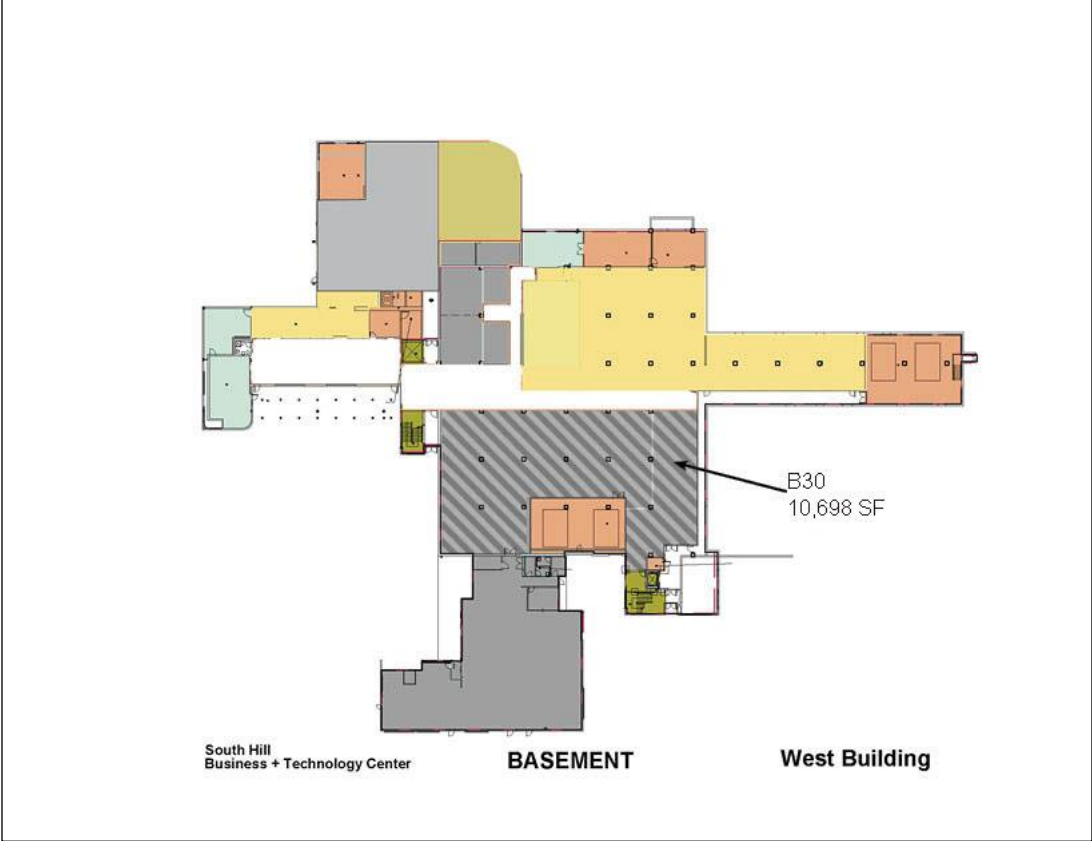 B30
10,698 SF
South Hill
Business + Technology Center
BASEMENT
West Building